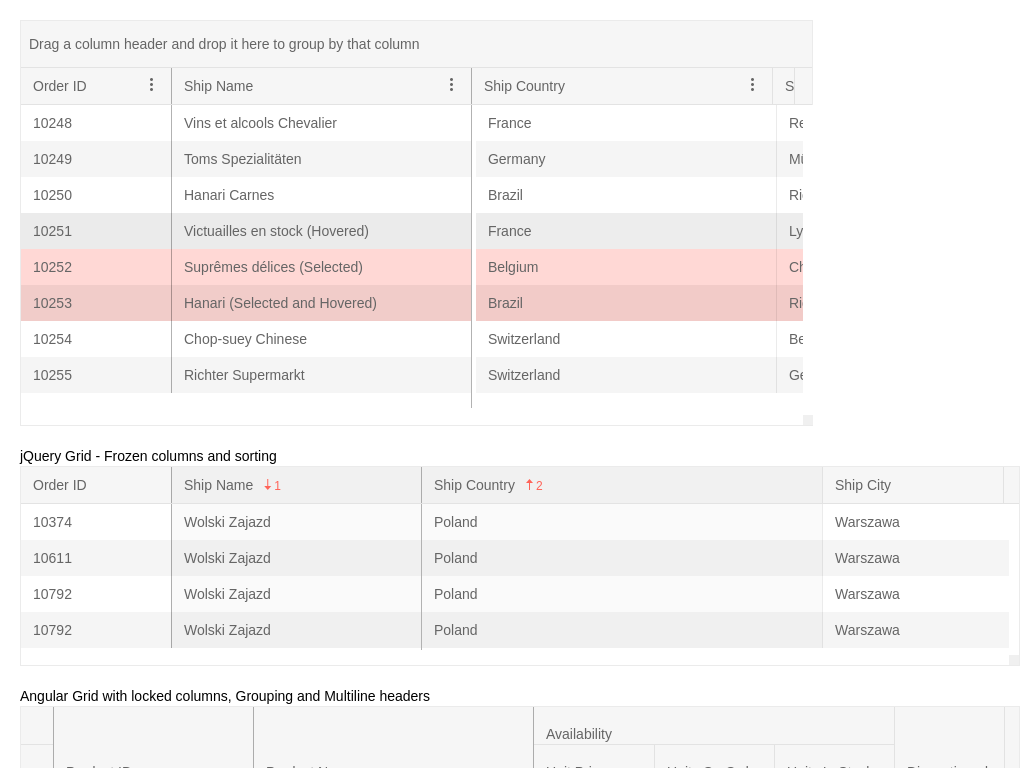 Drag a column header and drop it here to group by that column
Order ID Ship Name Ship Country S
10248 Vins et alcools Chevalier France Re
10249 Toms Spezialitäten Germany Mü
10250 Hanari Carnes Brazil Ri
10251 Victuailles en stock (Hovered) France Ly
10252 Suprêmes délices (Selected) Belgium Ch
10253 Hanari (Selected and Hovered) Brazil Ri
10254 Chop-suey Chinese Switzerland Be
10255 Richter Supermarkt Switzerland Ge
jQuery Grid - Frozen columns and sorting
Order ID Ship Name 1 Ship Country 2 Ship City
10374 Wolski Zajazd Poland Warszawa
10611 Wolski Zajazd Poland Warszawa
10792 Wolski Zajazd Poland Warszawa
10792 Wolski Zajazd Poland Warszawa
Angular Grid with locked columns, Grouping and Multiline headers
Availability